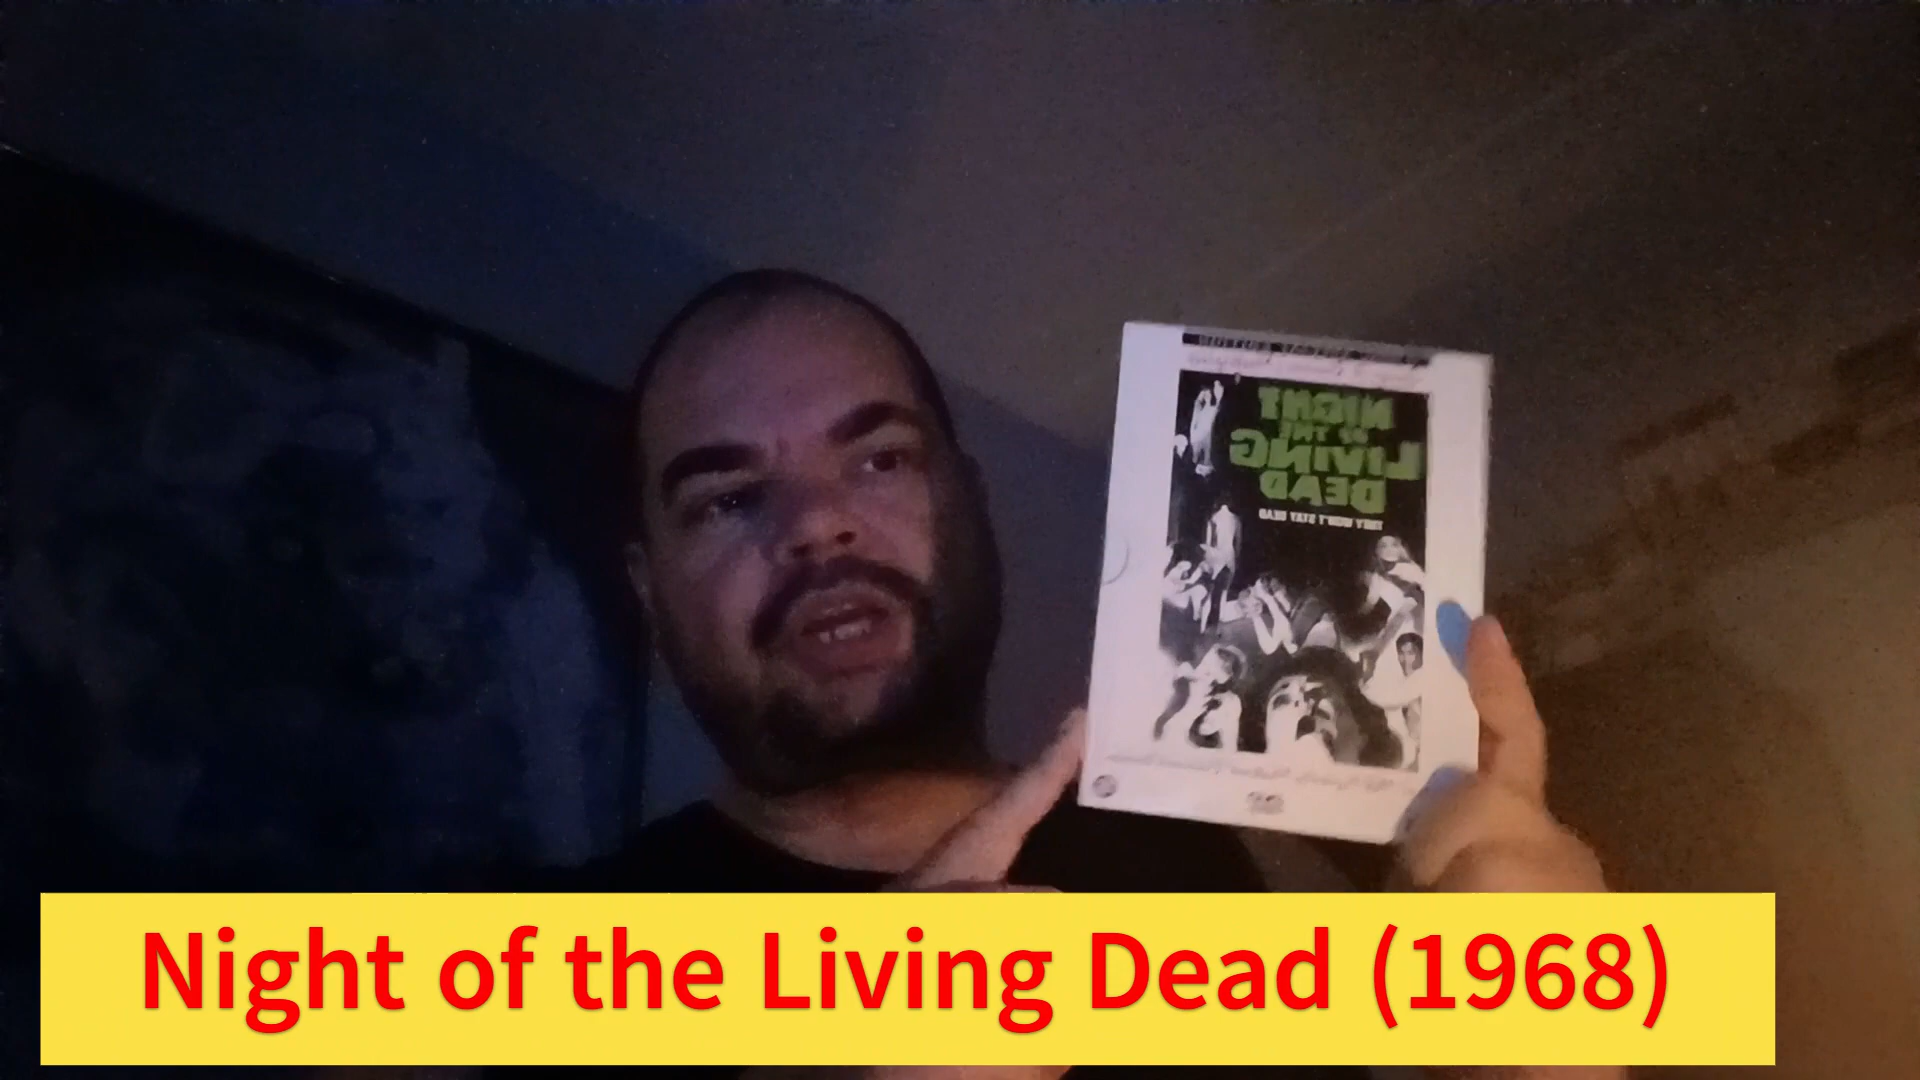 NIGHT
OF THE
LIVING
DEAD
THEY WON'T STAY DEAD
Night of the Living Dead (1968)